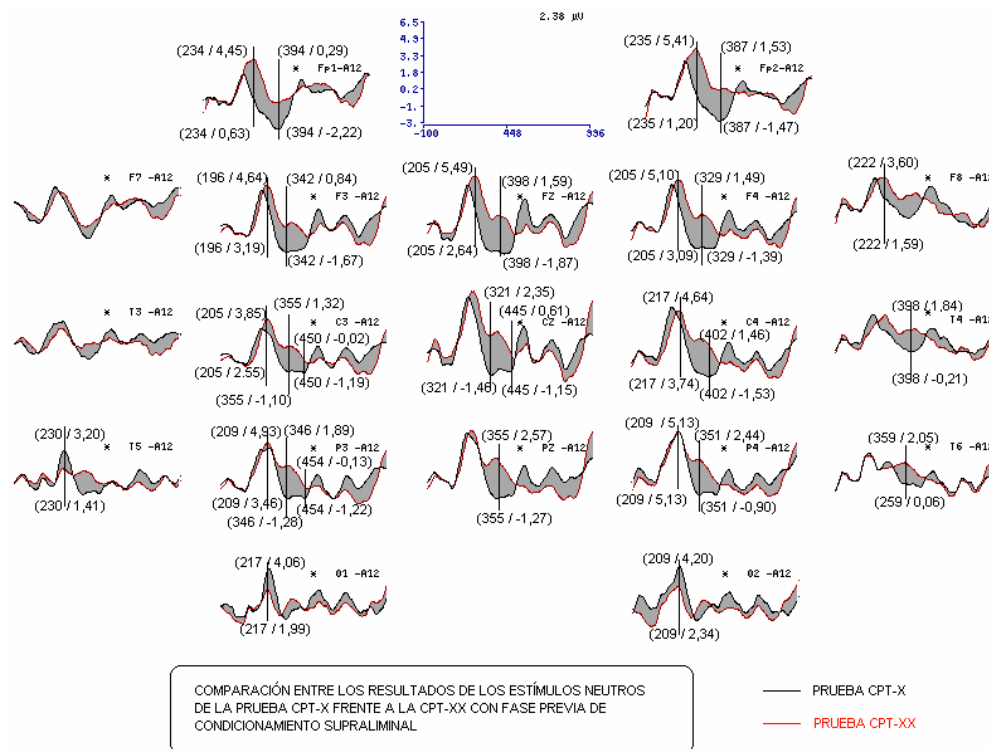 2.38 µV
6.5
4.9
3.3
1.8
0.2
-1.
-3.
-100 448 996
(234 / 4,45) (394 / 0,29)
* Fp1-A12
(234 / 0,63) (394 / -2,22)
(235 / 5,41) (387 / 1,53)
* Fp2-A12
(235 / 1,20) (387 / -1,47)
* F7 -A12
(196 / 4,64) (342 / 0,84)
* F3 -A12
(196 / 3,19) (342 / -1,67)
(205 / 5,49) (398 / 1,59)
* FZ -A12
(205 / 2,64) (398 / -1,87)
(205 / 5,10) (329 / 1,49)
* F4 -A12
(205 / 3,09) (329 / -1,39)
(222 / 3,60)
* F8 -A12
(222 / 1,59)
* T3 -A12
(205 / 3,85) (355 / 1,32)
* C3 -A12
(450 / -0,02)
(205 / 2,55) (450 / -1,19)
(355 / -1,10)
(321 / 2,35)
(445 / 0,61)
* CZ -A12
(321 / -1,46) (445 / -1,15)
(217 / 4,64)
* C4 -A12
(402 / 1,46)
(217 / 3,74) (402 / -1,53)
(398 / 1,84)
* T4 -A12
(398 / -0,21)
(230 / 3,20)
* T5 -A12
(230 / 1,41)
(209 / 4,93) (346 / 1,89)
* P3 -A12
(454 / -0,13)
(209 / 3,46) (454 / -1,22)
(346 / -1,28)
(355 / 2,57)
* PZ -A12
(355 / -1,27)
(209 / 5,13) (351 / 2,44)
* P4 -A12
(209 / 5,13) (351 / -0,90)
(359 / 2,05)
* T6 -A12
(259 / 0,06)
(217 / 4,06)
* O1 -A12
(217 / 1,99)
(209 / 4,20)
* O2 -A12
(209 / 2,34)
COMPARACIÓN ENTRE LOS RESULTADOS DE LOS ESTÍMULOS NEUTROS
DE LA PRUEBA CPT-X FRENTE A LA CPT-XX CON FASE PREVIA DE
CONDICIONAMIENTO SUPRALIMINAL
PRUEBA CPT-X
PRUEBA CPT-XX